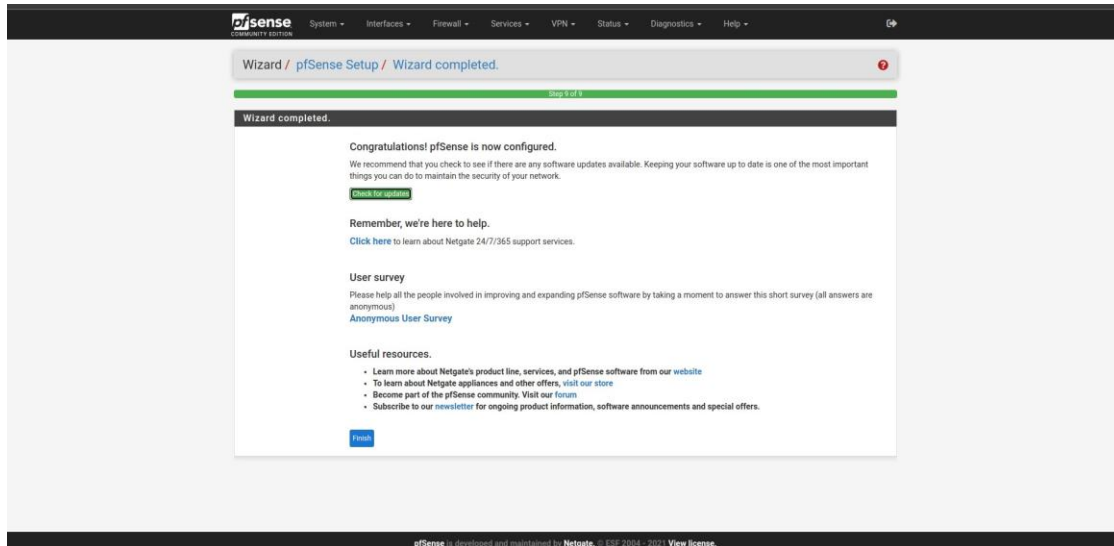 pfsense
COMMUNITY EDITION
System
Interfaces
Firewall
Services
VPN
Status
Diagnostics
Help
Wizard / pfSense Setup / Wizard completed.
Step 9 of 9
Wizard completed.
Congratulations! pfSense is now configured.
We recommend that you check to see if there are any software updates available. Keeping your software up to date is one of the most important
things you can do to maintain the security of your network.
Check for updates
Remember, we're here to help.
Click here to learn about Netgate 24/7/365 support services.
User survey
Please help all the people involved in improving and expanding pfSense software by taking a moment to answer this short survey (all answers are
anonymous)
Anonymous User Survey
Useful resources.
• Learn more about Netgate's product line, services, and pfSense software from our website
• To learn about Netgate appliances and other offers, visit our store
• Become part of the pfSense community. Visit our forum
• Subscribe to our newsletter for ongoing product information, software announcements and special offers.
Finish
pfSense is developed and maintained by Netgate. © ESF 2004 - 2021 View license.